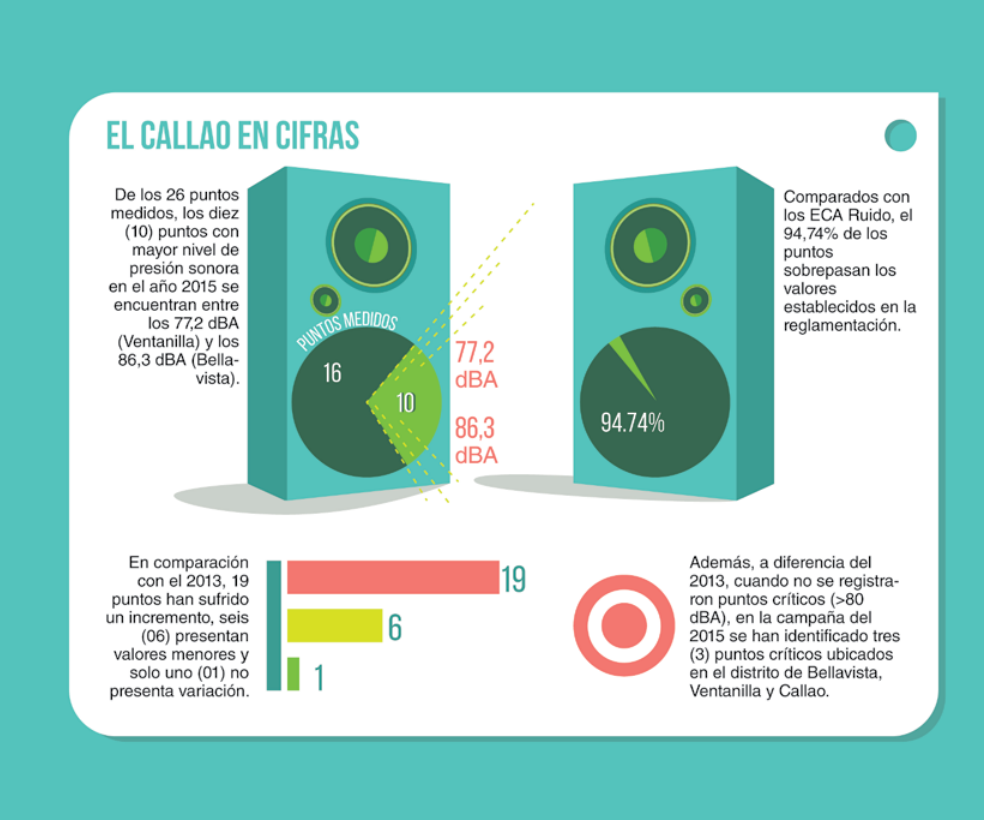 EL CALLAO EN CIFRAS
De los 26 puntos
medidos, los diez
(10) puntos con
mayor nivel de
presión sonora
en el año 2015 se
encuentran entre
los 77,2 dBA
(Ventanilla) y los
86,3 dBA (Bella-
vista).
PUNTOS MEDIDOS
16
10
77,2
dBA
86,3
dBA
94.74%
Comparados con
los ECA Ruido, el
94,74% de los
puntos
sobrepasan los
valores
establecidos en la
reglamentación.
En comparación
con el 2013, 19
puntos han sufrido
un incremento, seis
(06) presentan
valores menores y
solo uno (01) no
presenta variación.
19
6
1
Además, a diferencia del
2013, cuando no se registra-
ron puntos críticos (>80
dBA), en la campaña del
2015 se han identificado tres
(3) puntos críticos ubicados
en el distrito de Bellavista,
Ventanilla y Callao.